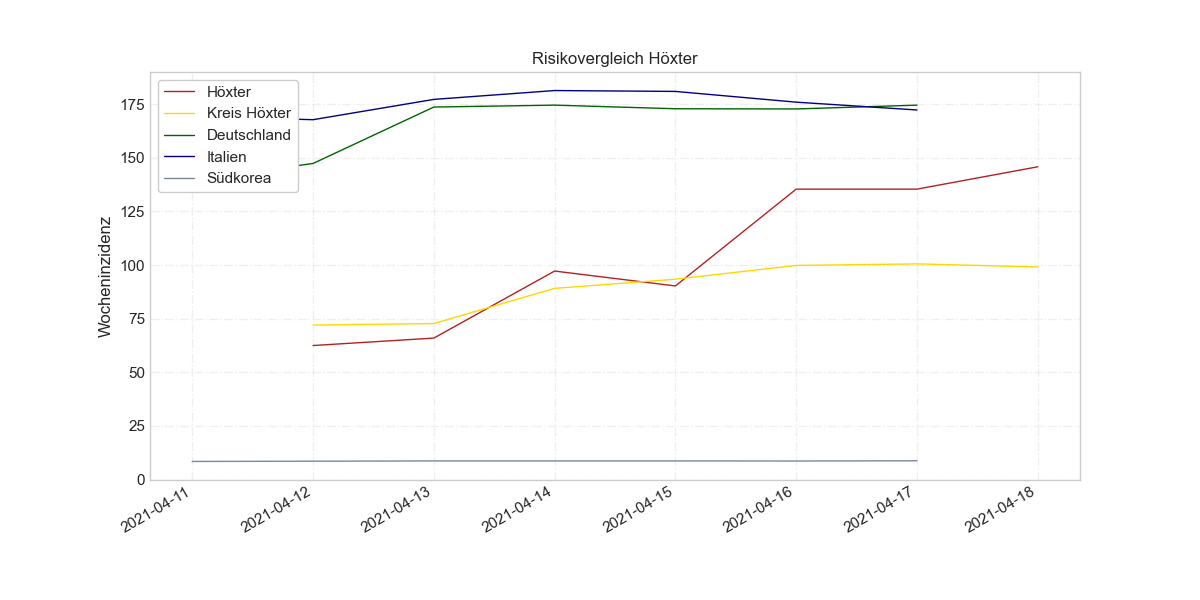 Risikovergleich Höxter
Höxter
Kreis Höxter
Deutschland
Italien
Südkorea
Wocheninzidenz
175
150
125
100
75
50
25
0
2021-04-11
2021-04-12
2021-04-13
2021-04-14
2021-04-15
2021-04-16
2021-04-17
2021-04-18